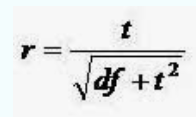 r = t / √(df + t²)